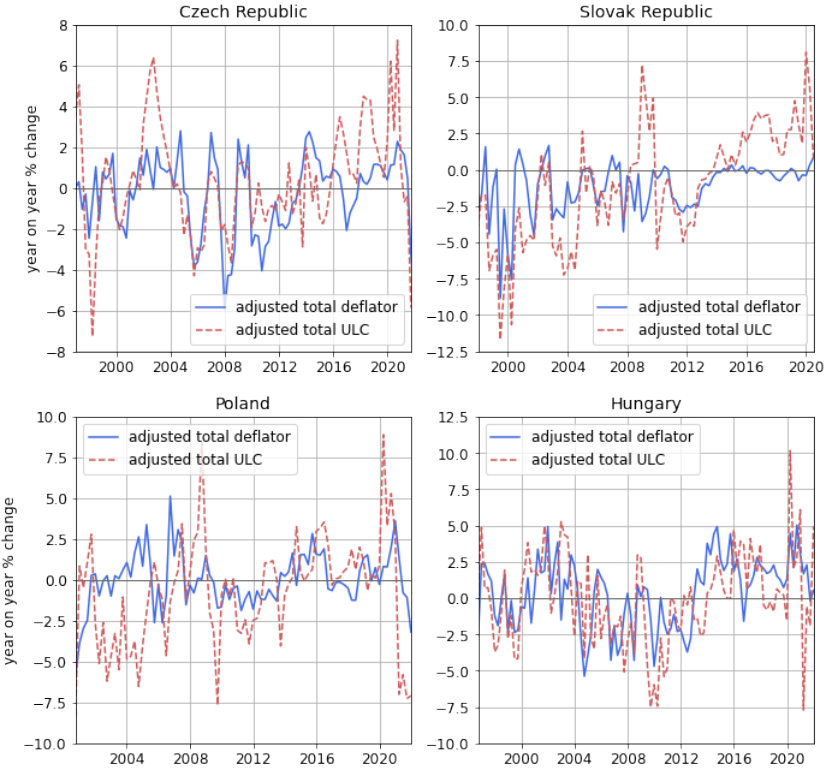 Czech Republic
Slovak Republic
8
6
4
2
0
−2
−4
−6
−8
year on year % change
adjusted total deflator
adjusted total ULC
2000 2004 2008 2012 2016 2020
10.0
7.5
5.0
2.5
0.0
−2.5
−5.0
−7.5
−10.0
−12.5
adjusted total deflator
adjusted total ULC
2000 2004 2008 2012 2016 2020
Poland
Hungary
10.0
7.5
5.0
2.5
0.0
−2.5
−5.0
−7.5
−10.0
year on year % change
adjusted total deflator
adjusted total ULC
2004 2008 2012 2016 2020
12.5
10.0
7.5
5.0
2.5
0.0
−2.5
−5.0
−7.5
−10.0
adjusted total deflator
adjusted total ULC
2000 2004 2008 2012 2016 2020